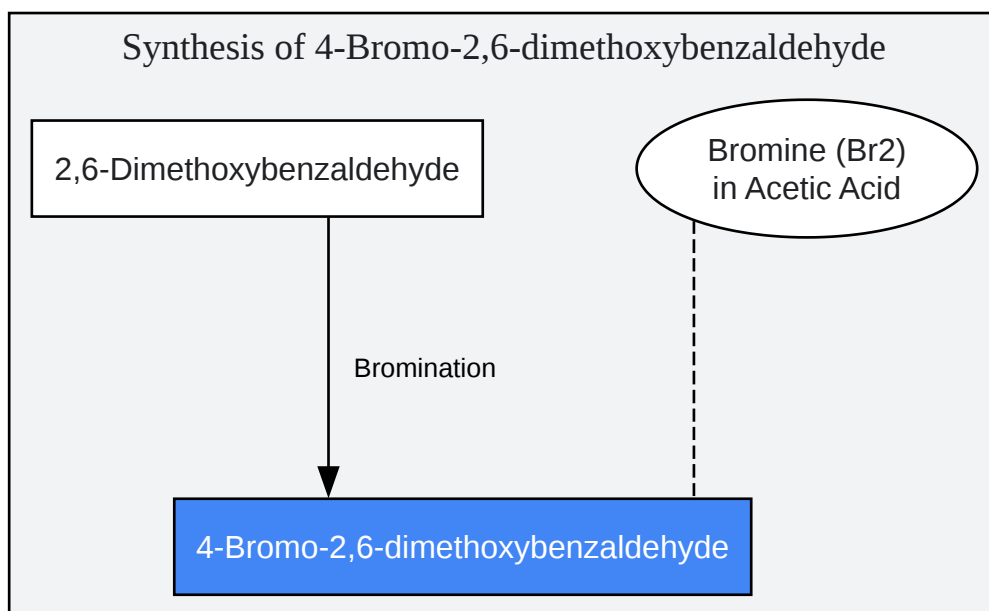 Synthesis of 4-Bromo-2,6-dimethoxybenzaldehyde
2,6-Dimethoxybenzaldehyde
Bromine (Br2)
in Acetic Acid
Bromination
4-Bromo-2,6-dimethoxybenzaldehyde